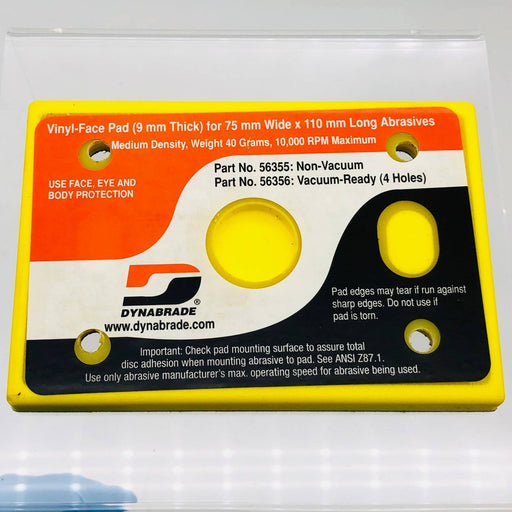 Vinyl-Face Pad (9 mm Thick) for 75 mm Wide x 110 mm Long Abrasives
Medium Density, Weight 40 Grams, 10,000 RPM Maximum
Part No. 56355: Non-Vacuum
Part No. 56356: Vacuum-Ready (4 Holes)
USE FACE, EYE AND
BODY PROTECTION
Pad edges may tear if run against
sharp edges. Do not use if
pad is torn.
DYNABRADE®
www.dynabrade.com
Important: Check pad mounting surface to assure total
disc adhesion when mounting abrasive to pad. See ANSI Z87.1.
Use only abrasive manufacturer's max. operating speed for abrasive being used.